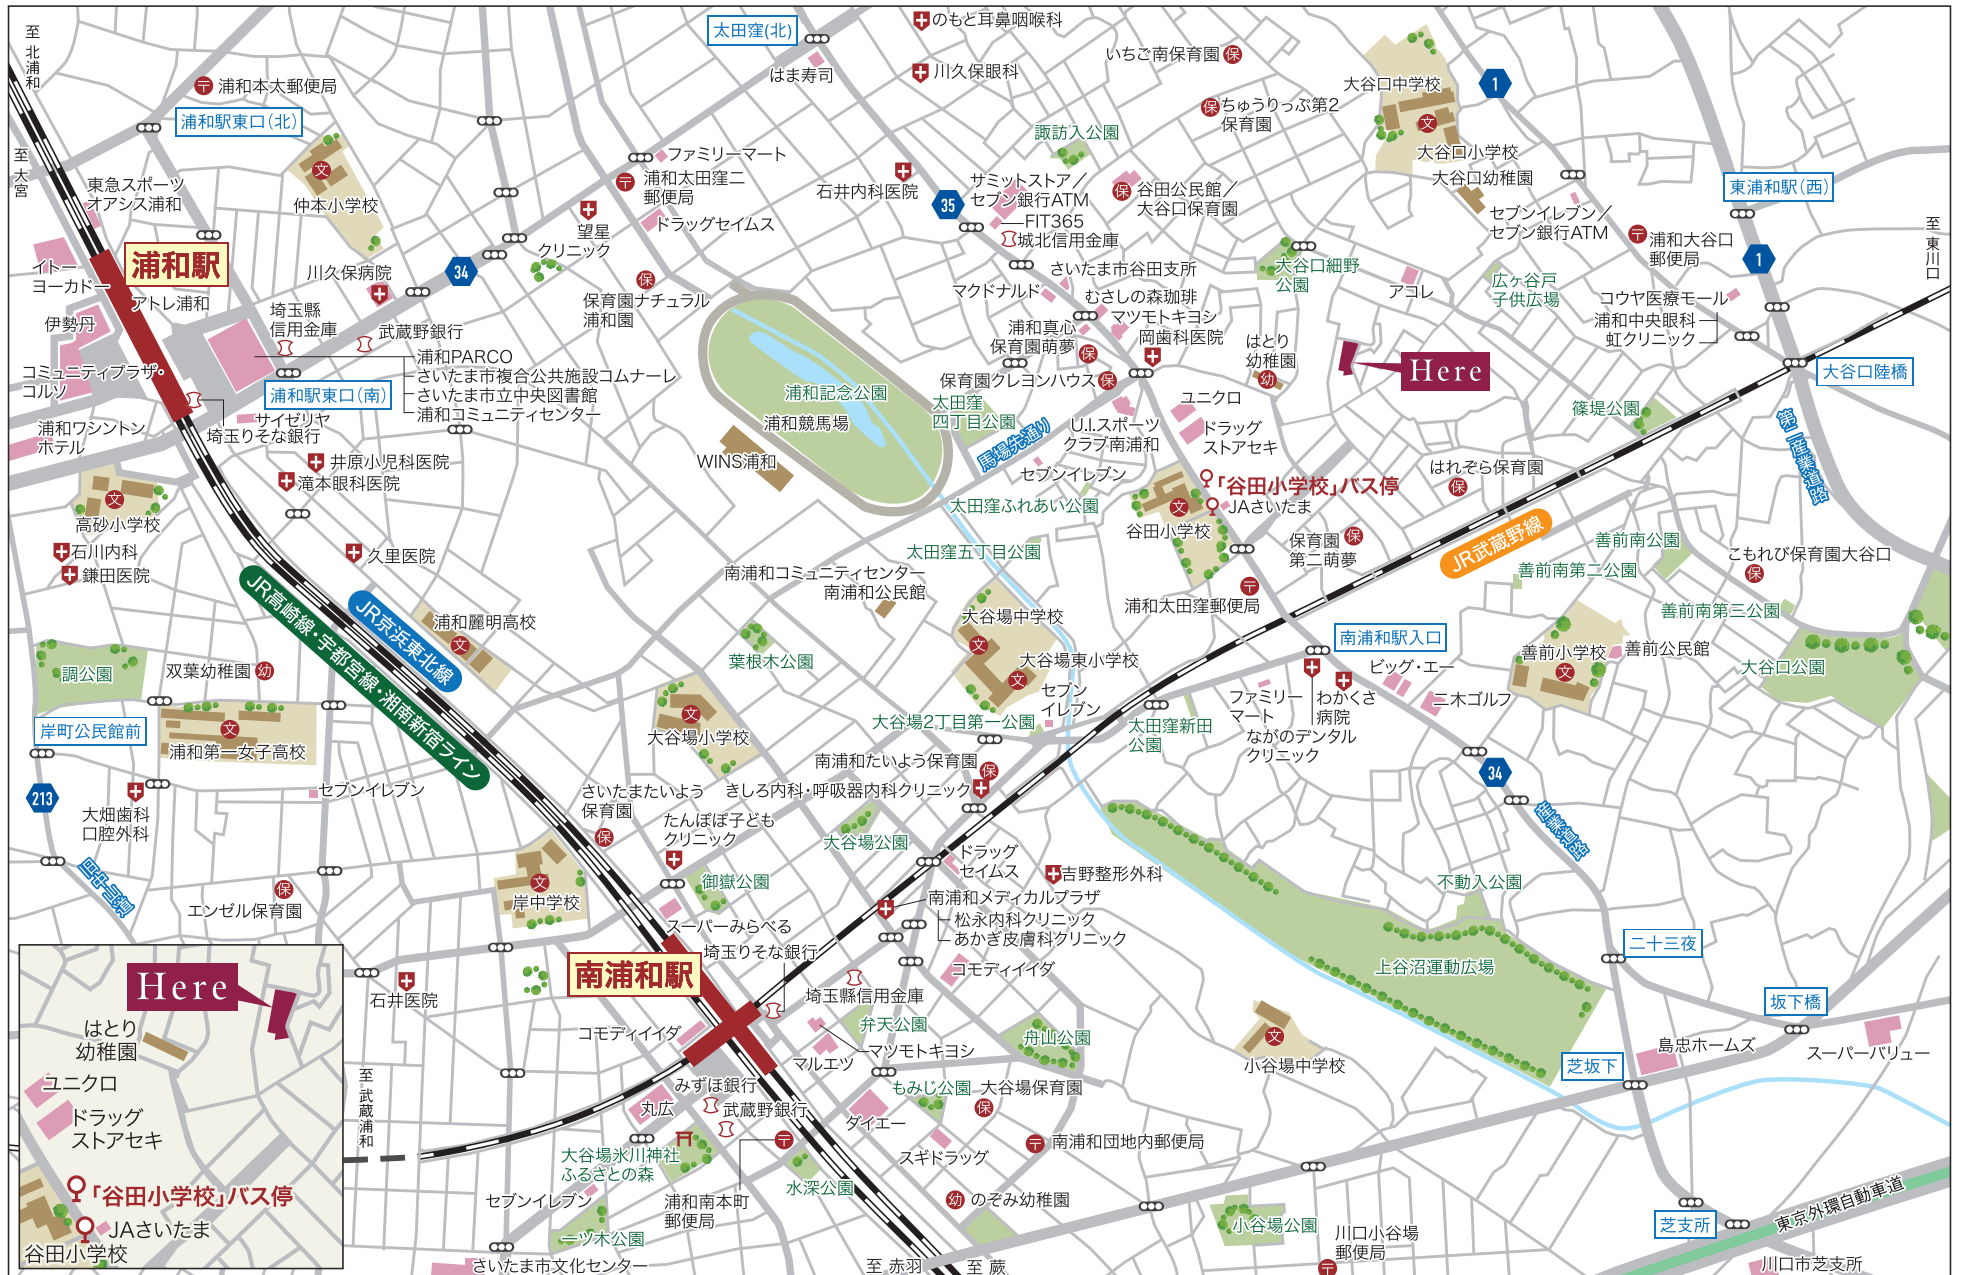 至
北浦和
太田窪(北)
のもと耳鼻咽喉科
いちご南保育園
大谷口中学校
はま寿司
川久保眼科
浦和本太郵便局
ちゅうりっぷ第2
保育園
浦和駅東口(北)
諏訪入公園
1
至
大宮
東急スポーツ
オアシス浦和
ファミリーマート
浦和太田窪二
郵便局
石井内科医院
サミットストア／
セブン銀行ATM
谷田公民館／
大谷口保育園
大谷口小学校
大谷口幼稚園
東浦和駅(西)
仲本小学校
望星
クリニック
ドラッグセイムス
35
FIT365
城北信用金庫
セブンイレブン／
セブン銀行ATM
浦和大谷口
郵便局
至
東川口
浦和駅
イトー
ヨーカドー
川久保病院
34
さいたま市谷田支所
大谷口細野
公園
アコレ
広ヶ谷戸
子供広場
1
アトレ浦和
埼玉縣
信用金庫
保育園ナチュラル
浦和園
マクドナルド
むさしの森珈琲
マツモトキヨシ
コウヤ医療モール
浦和中央眼科
虹クリニック
伊勢丹
武蔵野銀行
浦和真心
保育園萌夢
岡歯科医院
はとり
幼稚園
Here
浦和PARCO
さいたま市複合公共施設コムナーレ
さいたま市立中央図書館
浦和コミュニティセンター
コミュニティプラザ・
コルソ
浦和駅東口(南)
保育園クレヨンハウス
大谷口陸橋
浦和記念公園
浦和競馬場
太田窪
四丁目公園
ユニクロ
篠堤公園
サイゼリヤ
埼玉りそな銀行
浦和ワシントン
ホテル
馬場先通り
U.I.スポーツ
クラブ南浦和
ドラッグ
ストアセキ
第二産業道路
WINS浦和
井原小児科医院
滝本眼科医院
セブンイレブン
はれぞら保育園
「谷田小学校」バス停
JAさいたま
高砂小学校
太田窪ふれあい公園
谷田小学校
石川内科
鎌田医院
久里医院
太田窪五丁目公園
保育園
第二萌夢
JR武蔵野線
善前南公園
こもれび保育園大谷口
南浦和コミュニティセンター
南浦和公民館
善前南第二公園
浦和太田窪郵便局
善前南第三公園
JR京浜東北線
JR高崎線・宇都宮線・湘南新宿ライン
浦和麗明高校
大谷場中学校
南浦和駅入口
調公園
双葉幼稚園
葉根木公園
大谷場東小学校
ビッグ・エー
善前小学校
善前公民館
大谷口公園
セブン
イレブン
ファミリー
マート
わかくさ
病院
二木ゴルフ
岸町公民館前
浦和第一女子高校
大谷場小学校
大谷場2丁目第一公園
太田窪新田
公園
ながのデンタル
クリニック
南浦和たいよう保育園
34
213
セブンイレブン
さいたまたいよう
保育園
きしろ内科・呼吸器内科クリニック
大畑歯科
口腔外科
たんぽぽ子ども
クリニック
大谷場公園
産業道路
旧中山道
ドラッグ
セイムス
吉野整形外科
御嶽公園
不動入公園
エンゼル保育園
岸中学校
南浦和メディカルプラザ
松永内科クリニック
あかぎ皮膚科クリニック
スーパーみらべる
埼玉りそな銀行
二十三夜
南浦和駅
コモディイイダ
上谷沼運動広場
石井医院
埼玉縣信用金庫
坂下橋
コモディイイダ
弁天公園
舟山公園
マツモトキヨシ
マルエツ
小谷場中学校
島忠ホームズ
スーパーバリュー
芝坂下
みずほ銀行
もみじ公園
大谷場保育園
丸広
武蔵野銀行
ダイエー
至
武蔵浦和
大谷場氷川神社
ふるさとの森
スギドラッグ
南浦和団地内郵便局
水深公園
セブンイレブン
浦和南本町
郵便局
のぞみ幼稚園
東京外環自動車道
芝支所
一ツ木公園
小谷場公園
川口小谷場
郵便局
さいたま市文化センター
至 赤羽
至 蕨
川口市芝支所
Here
はとり
幼稚園
ユニクロ
ドラッグ
ストアセキ
「谷田小学校」バス停
JAさいたま
谷田小学校